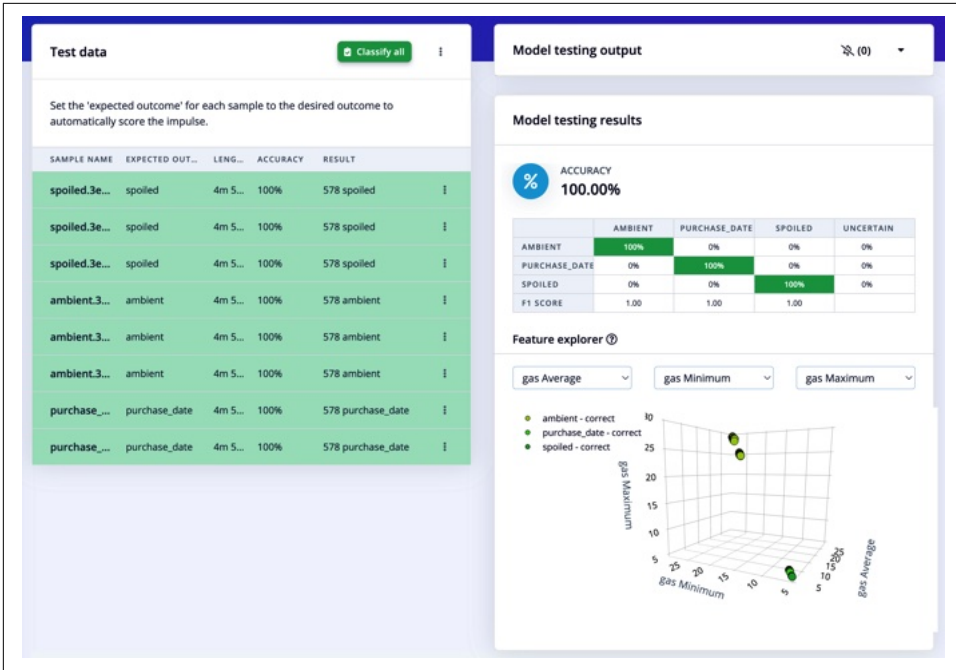 Test data
Classify all
Set the 'expected outcome' for each sample to the desired outcome to
automatically score the impulse.
SAMPLE NAME EXPECTED OUT... LENG... ACCURACY RESULT
spoiled.3e... spoiled 4m 5... 100% 578 spoiled
spoiled.3e... spoiled 4m 5... 100% 578 spoiled
spoiled.3e... spoiled 4m 5... 100% 578 spoiled
ambient.3... ambient 4m 5... 100% 578 ambient
ambient.3... ambient 4m 5... 100% 578 ambient
ambient.3... ambient 4m 5... 100% 578 ambient
purchase_... purchase_date 4m 5... 100% 578 purchase_date
purchase_... purchase_date 4m 5... 100% 578 purchase_date
Model testing output
(0)
Model testing results
%
ACCURACY
100.00%
AMBIENT PURCHASE_DATE SPOILED UNCERTAIN
AMBIENT 100% 0% 0% 0%
PURCHASE_DATE 0% 100% 0% 0%
SPOILED 0% 0% 100% 0%
F1 SCORE 1.00 1.00 1.00
Feature explorer ?
gas Average gas Minimum gas Maximum
ambient - correct
purchase_date - correct
spoiled - correct
30
25
20
15
10
5
gas Maximum
25
20
15
10
5
gas Minimum
25
20
15
10
5
gas Average